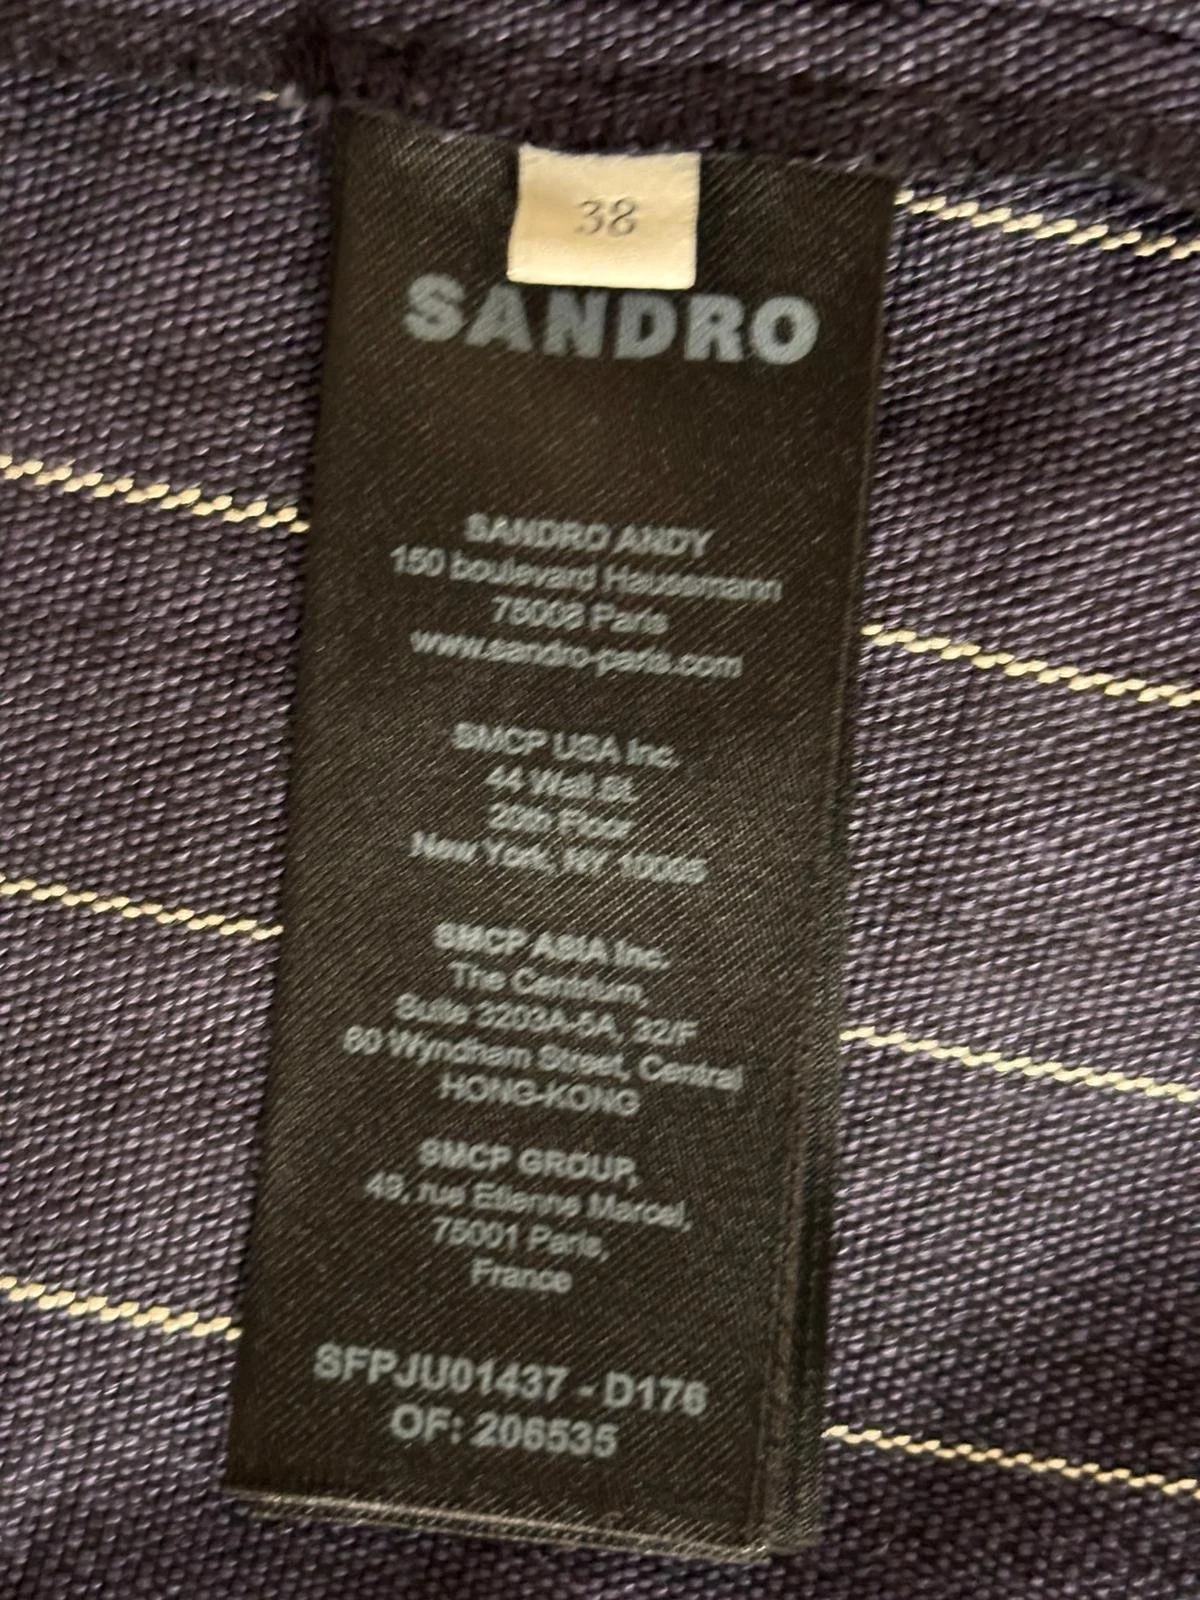 38
SANDRO
SANDRO ANDY
150 boulevard Haussmann
75008 Paris
www.sandro-paris.com
SMCP USA Inc.
44 Wall St.
20th Floor
New York, NY 10005
SMCP ASIA Inc.
The Centrium,
Suite 3203A-5A, 32/F
60 Wyndham Street, Central
HONG-KONG
SMCP GROUP,
49, rue Etienne Marcel,
75001 Paris,
France
SFPJU01437 - D176
OF: 206535